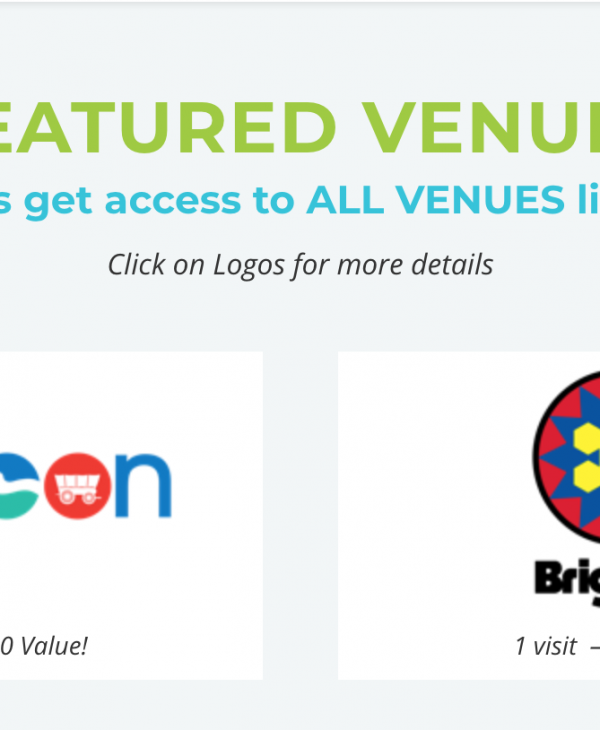 EATURED VENU
s get access to ALL VENUES li
Click on Logos for more details
con
Brig
0 Value!
1 visit –